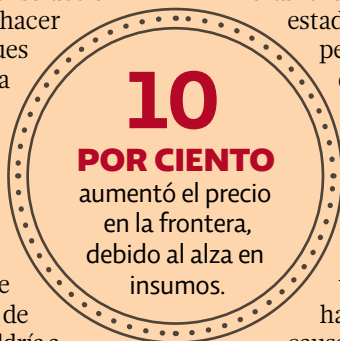 hacer
estad
ues
pe
a
10
POR CIENTO
aumentó el precio
en la frontera,
debido al alza en
insumos.
e
de
ha